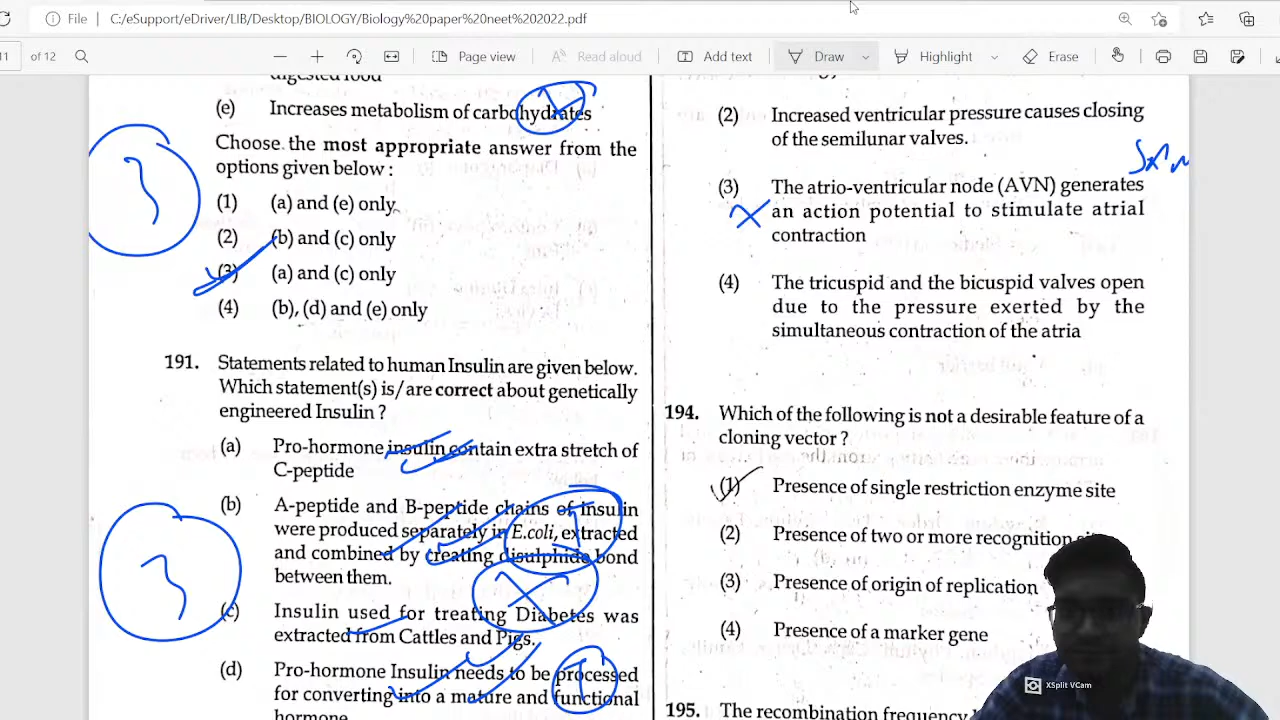 File
C:/eSupport/eDriver/LIB/Desktop/BIOLOGY/Biology%20paper%20neet%202022.pdf
11 of 12
Page view
Read aloud
Add text
Draw
Highlight
Erase
digested food
(e) Increases metabolism of carbohydrates
Choose the most appropriate answer from the
options given below :
(1) (a) and (e) only
(2) (b) and (c) only
(3) (a) and (c) only
(4) (b), (d) and (e) only
3
191. Statements related to human Insulin are given below.
Which statement(s) is/are correct about genetically
engineered Insulin ?
(a) Pro-hormone insulin contain extra stretch of
C-peptide
(b) A-peptide and B-peptide chains of insulin
were produced separately in E.coli, extracted
and combined by creating disulphide bond
between them.
(c) Insulin used for treating Diabetes was
extracted from Cattles and Pigs.
(d) Pro-hormone Insulin needs to be processed
for converting into a mature and functional
hormone
3
T
T
(2) Increased ventricular pressure causes closing
of the semilunar valves.
(3) The atrio-ventricular node (AVN) generates
an action potential to stimulate atrial
contraction
(4) The tricuspid and the bicuspid valves open
due to the pressure exerted by the
simultaneous contraction of the atria
194. Which of the following is not a desirable feature of a
cloning vector ?
(1) Presence of single restriction enzyme site
(2) Presence of two or more recognition
(3) Presence of origin of replication
(4) Presence of a marker gene
195. The recombination frequency
XSplit VCam